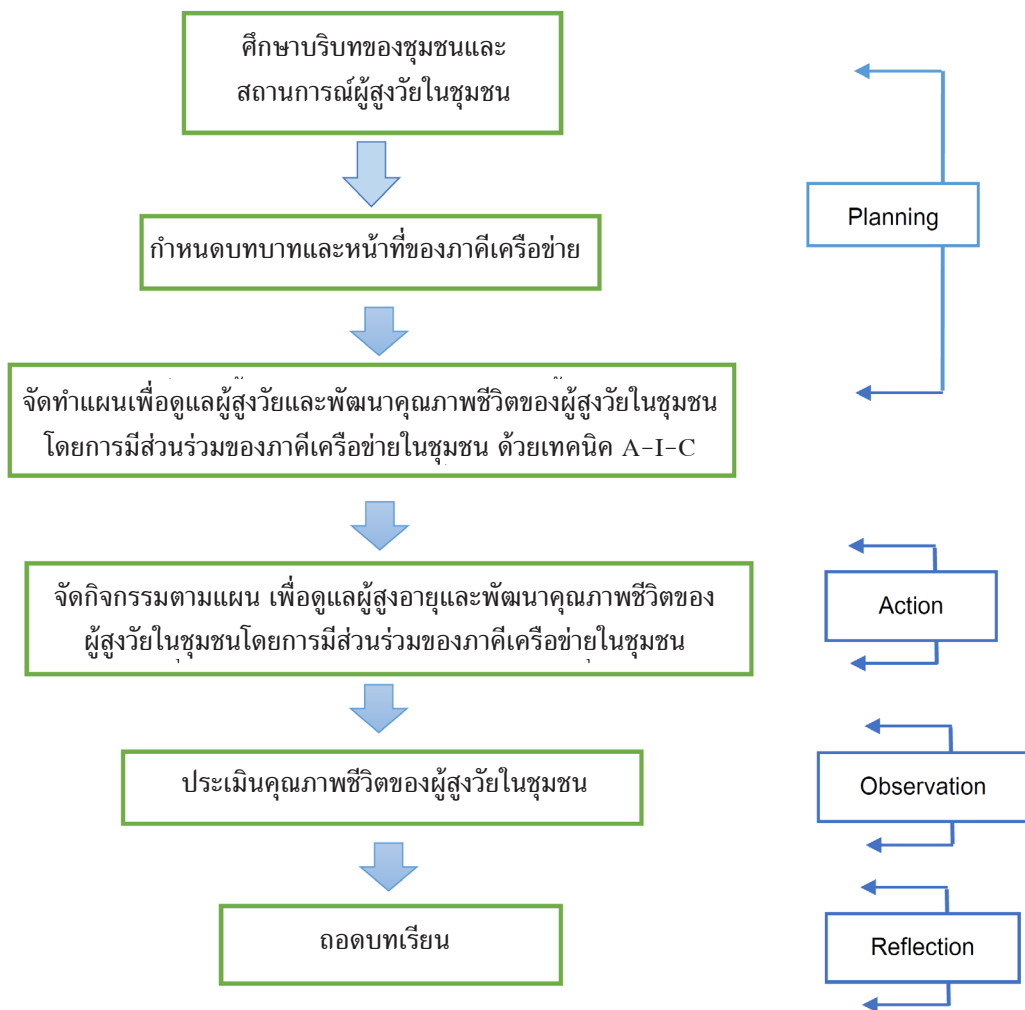 ศึกษาบริบทของชุมชนและ
สถานการณ์ผู้สูงวัยในชุมชน
Planning
กำหนดบทบาทและหน้าที่ของภาคีเครือข่าย
จัดทำแผนเพื่อดูแลผู้สูงวัยและพัฒนาคุณภาพชีวิตของผู้สูงวัยในชุมชน
โดยการมีส่วนร่วมของภาคีเครือข่ายในชุมชน ด้วยเทคนิค A-I-C
จัดกิจกรรมตามแผน เพื่อดูแลผู้สูงอายุและพัฒนาคุณภาพชีวิตของ
ผู้สูงวัยในชุมชนโดยการมีส่วนร่วมของภาคีเครือข่ายในชุมชน
Action
ประเมินคุณภาพชีวิตของผู้สูงวัยในชุมชน
Observation
ถอดบทเรียน
Reflection